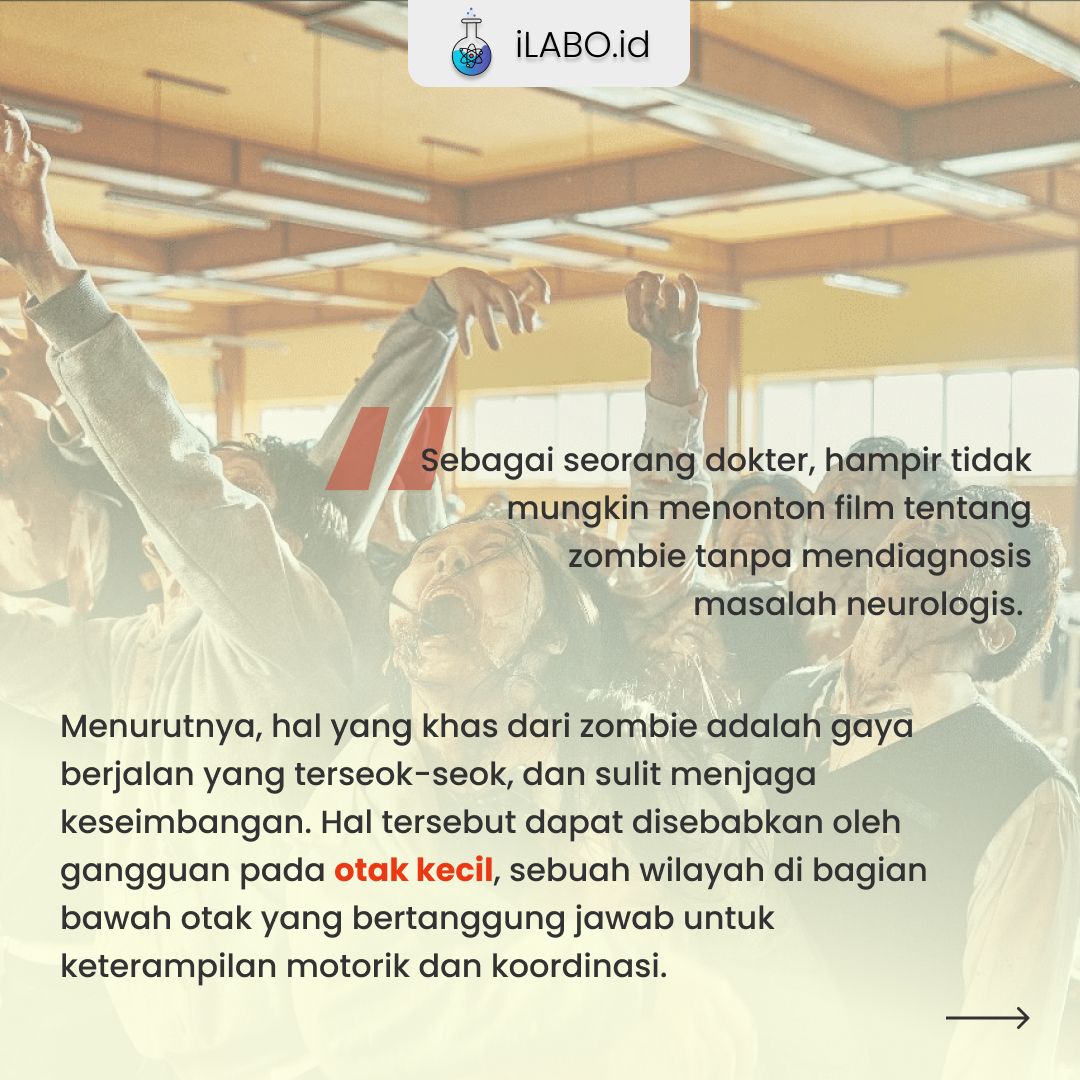 iLABO.id
Sebagai seorang dokter, hampir tidak
mungkin menonton film tentang
zombie tanpa mendiagnosis
masalah neurologis.
Menurutnya, hal yang khas dari zombie adalah gaya
berjalan yang terseok-seok, dan sulit menjaga
keseimbangan. Hal tersebut dapat disebabkan oleh
gangguan pada otak kecil, sebuah wilayah di bagian
bawah otak yang bertanggung jawab untuk
keterampilan motorik dan koordinasi.